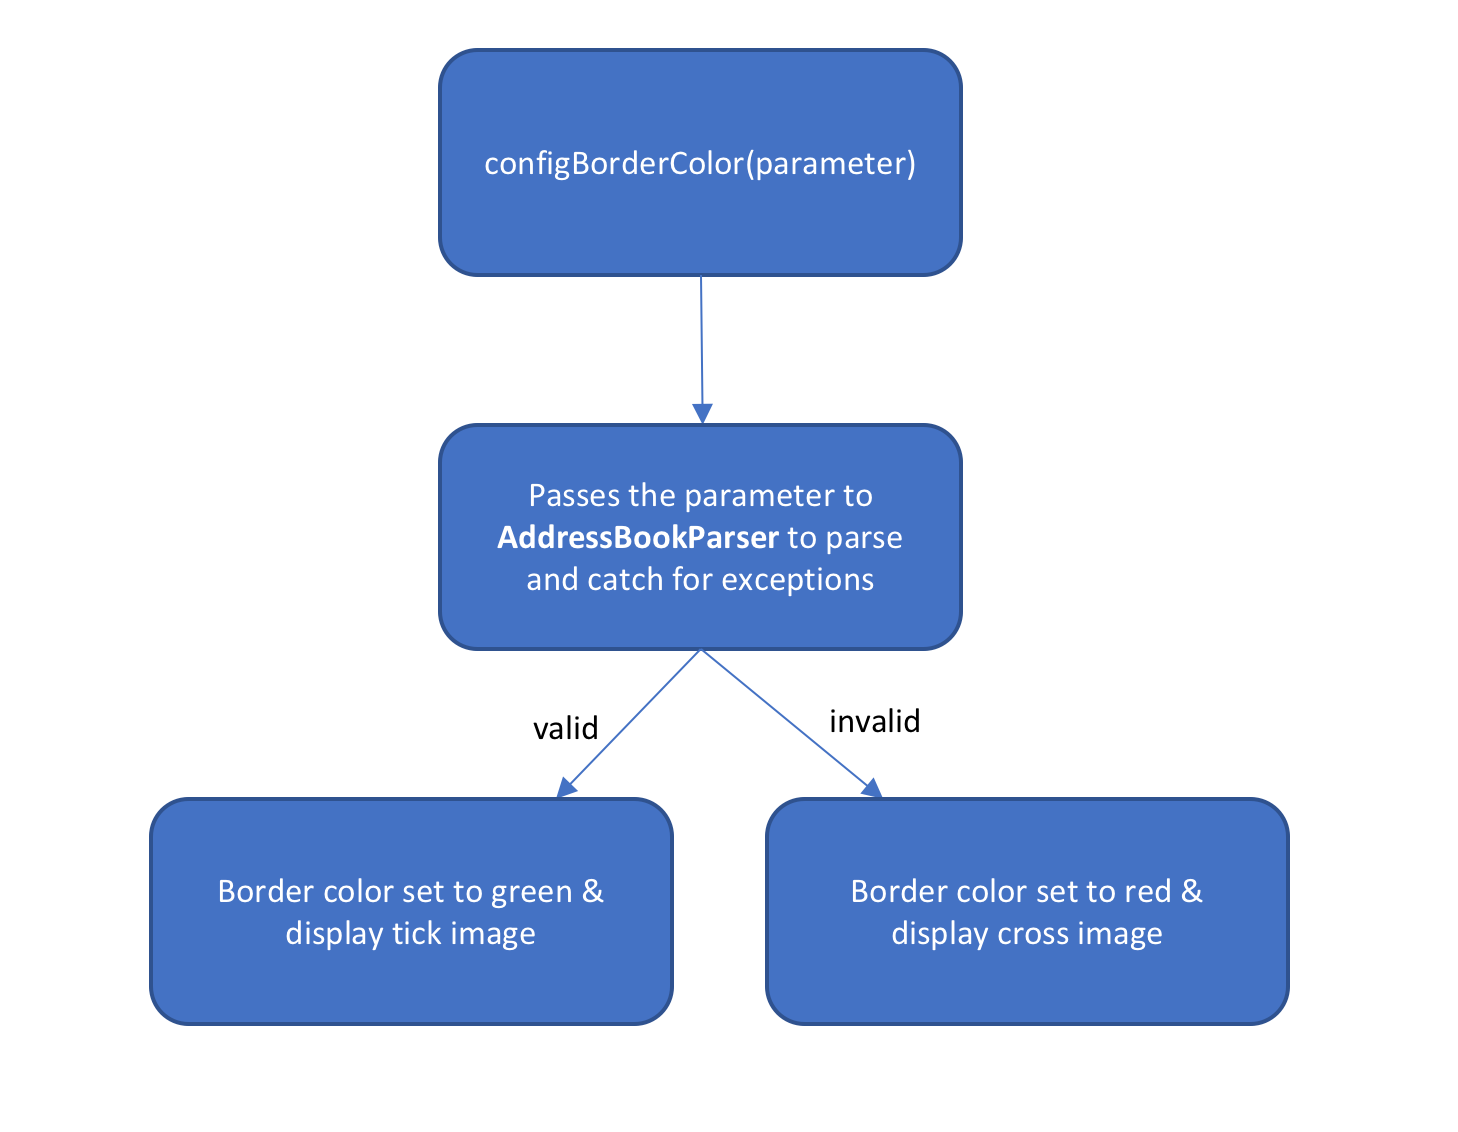 configBorderColor(parameter)
Passes the parameter to
AddressBookParser to parse
and catch for exceptions
valid
invalid
Border color set to green &
display tick image
Border color set to red &
display cross image